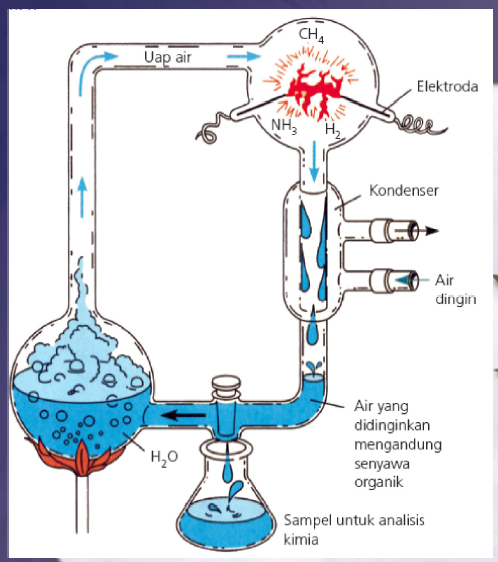 CH₄
Uap air
Elektroda
NH₃
H₂
Kondenser
Air
dingin
Air yang
didinginkan
mengandung
senyawa
organik
H₂O
Sampel untuk analisis
kimia